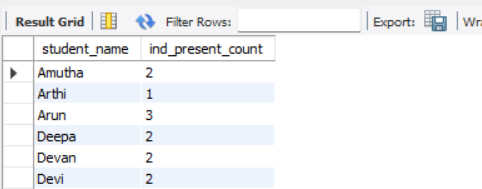 Result Grid Filter Rows: Export: Wra
student_name ind_present_count
Amutha 2
Arthi 1
Arun 3
Deepa 2
Devan 2
Devi 2